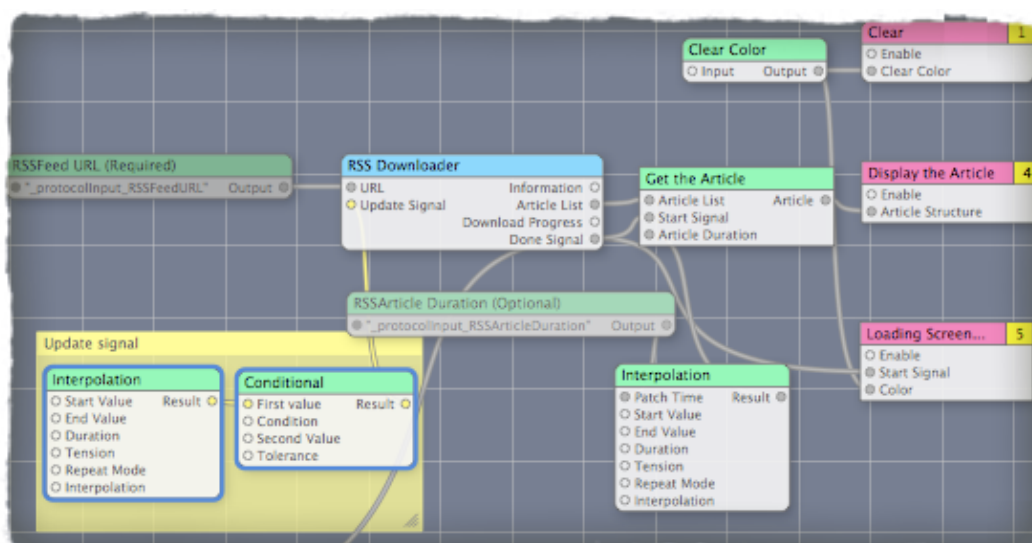 Clear 1
Enable
Clear Color
Clear Color
Input Output
RSSFeed URL (Required)
"_protocolInput_RSSFeedURL" Output
RSS Downloader
URL Information
Update Signal Article List
Download Progress
Done Signal
Get the Article
Article List Article
Start Signal
Article Duration
Display the Article 4
Enable
Article Structure
RSSArticle Duration (Optional)
"_protocolInput_RSSArticleDuration" Output
Loading Screen... 5
Enable
Start Signal
Color
Update signal
Interpolation
Start Value Result
End Value
Duration
Tension
Repeat Mode
Interpolation
Conditional
First value Result
Condition
Second Value
Tolerance
Interpolation
Patch Time Result
Start Value
End Value
Duration
Tension
Repeat Mode
Interpolation